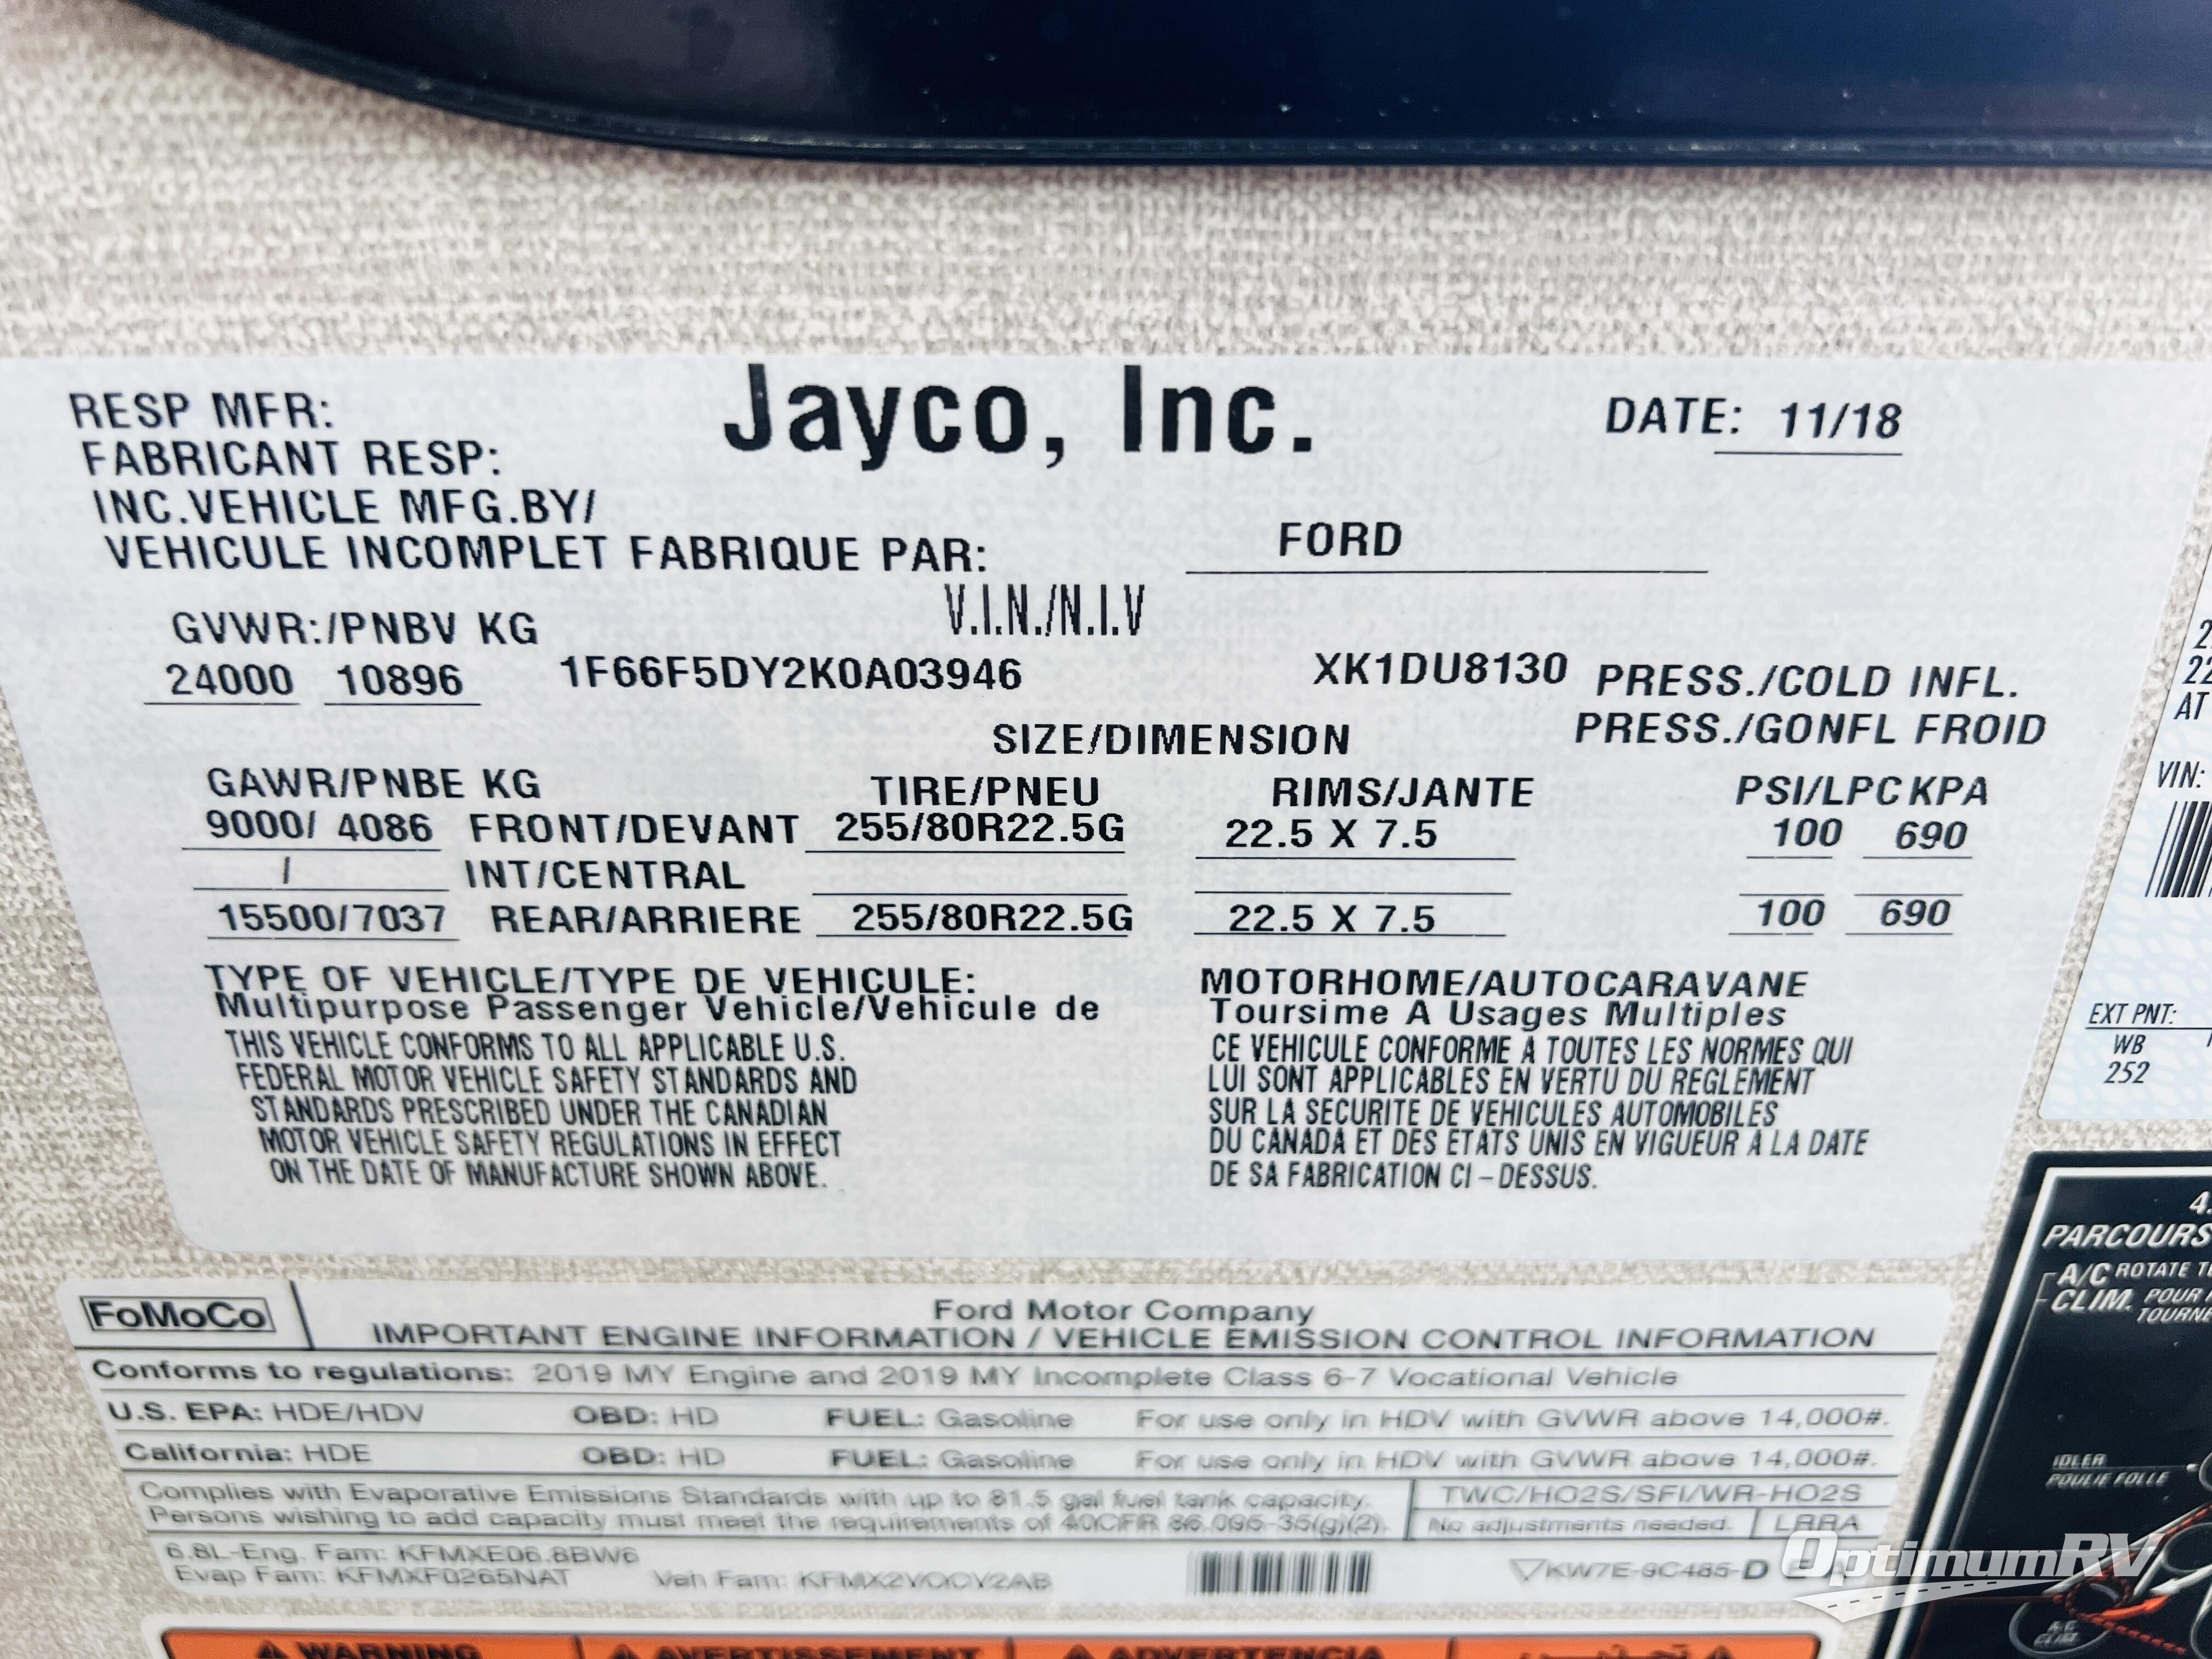 RESP MFR:
Jayco, Inc.
DATE: 11/18
FABRICANT RESP:
INC.VEHICLE MFG.BY/
VEHICULE INCOMPLET FABRIQUE PAR: FORD
GVWR:/PNBV KG
V.I.N./N.I.V
24000 10896 1F66F5DY2K0A03946 XK1DU8130
PRESS./COLD INFL.
SIZE/DIMENSION
PRESS./GONFL FROID
GAWR/PNBE KG TIRE/PNEU RIMS/JANTE PSI/LPC KPA
9000/ 4086 FRONT/DEVANT 255/80R22.5G 22.5 X 7.5 100 690
/ INT/CENTRAL
15500/7037 REAR/ARRIERE 255/80R22.5G 22.5 X 7.5 100 690
TYPE OF VEHICLE/TYPE DE VEHICULE: MOTORHOME/AUTOCARAVANE
Multipurpose Passenger Vehicle/Vehicule de Toursime A Usages Multiples
THIS VEHICLE CONFORMS TO ALL APPLICABLE U.S.
FEDERAL MOTOR VEHICLE SAFETY STANDARDS AND
STANDARDS PRESCRIBED UNDER THE CANADIAN
MOTOR VEHICLE SAFETY REGULATIONS IN EFFECT
ON THE DATE OF MANUFACTURE SHOWN ABOVE.
CE VEHICULE CONFORME A TOUTES LES NORMES QUI
LUI SONT APPLICABLES EN VERTU DU REGLEMENT
SUR LA SECURITE DE VEHICULES AUTOMOBILES
DU CANADA ET DES ETATS UNIS EN VIGUEUR A LA DATE
DE SA FABRICATION CI-DESSUS.
FoMoCo
Ford Motor Company
IMPORTANT ENGINE INFORMATION / VEHICLE EMISSION CONTROL INFORMATION
Conforms to regulations: 2019 MY Engine and 2019 MY Incomplete Class 6-7 Vocational Vehicle
U.S. EPA: HDE/HDV OBD: HD FUEL: Gasoline For use only in HDV with GVWR above 14,000#.
California: HDE OBD: HD FUEL: Gasoline For use only in HDV with GVWR above 14,000#.
Complies with Evaporative Emissions Standards with up to 81.5 gal fuel tank capacity.
Persons wishing to add capacity must meet the requirements of 40CFR 86.095-35(g)(2).
TWC/HO2S/SFI/WR-HO2S
No adjustments needed. LRRA
6.8L-Eng. Fam: KFMXE06.8BW6
Evap Fam: KFMXF0265NAT Veh Fam: KFMX2VOCV2AB
KW7E-9C485-D
WARNING AVERTISSEMENT ADVERTENCIA
22
AT
VIN:
EXT PNT:
WB
252
PARCOURS
A/C ROTATE
CLIM. POUR
IDLER
POULIE FOLLE
A/C
CLIM.
OptimumRV